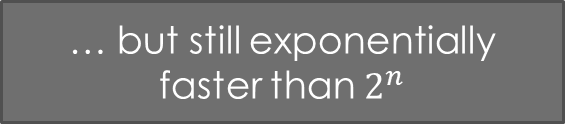 … but still exponentially
faster than 2ⁿ